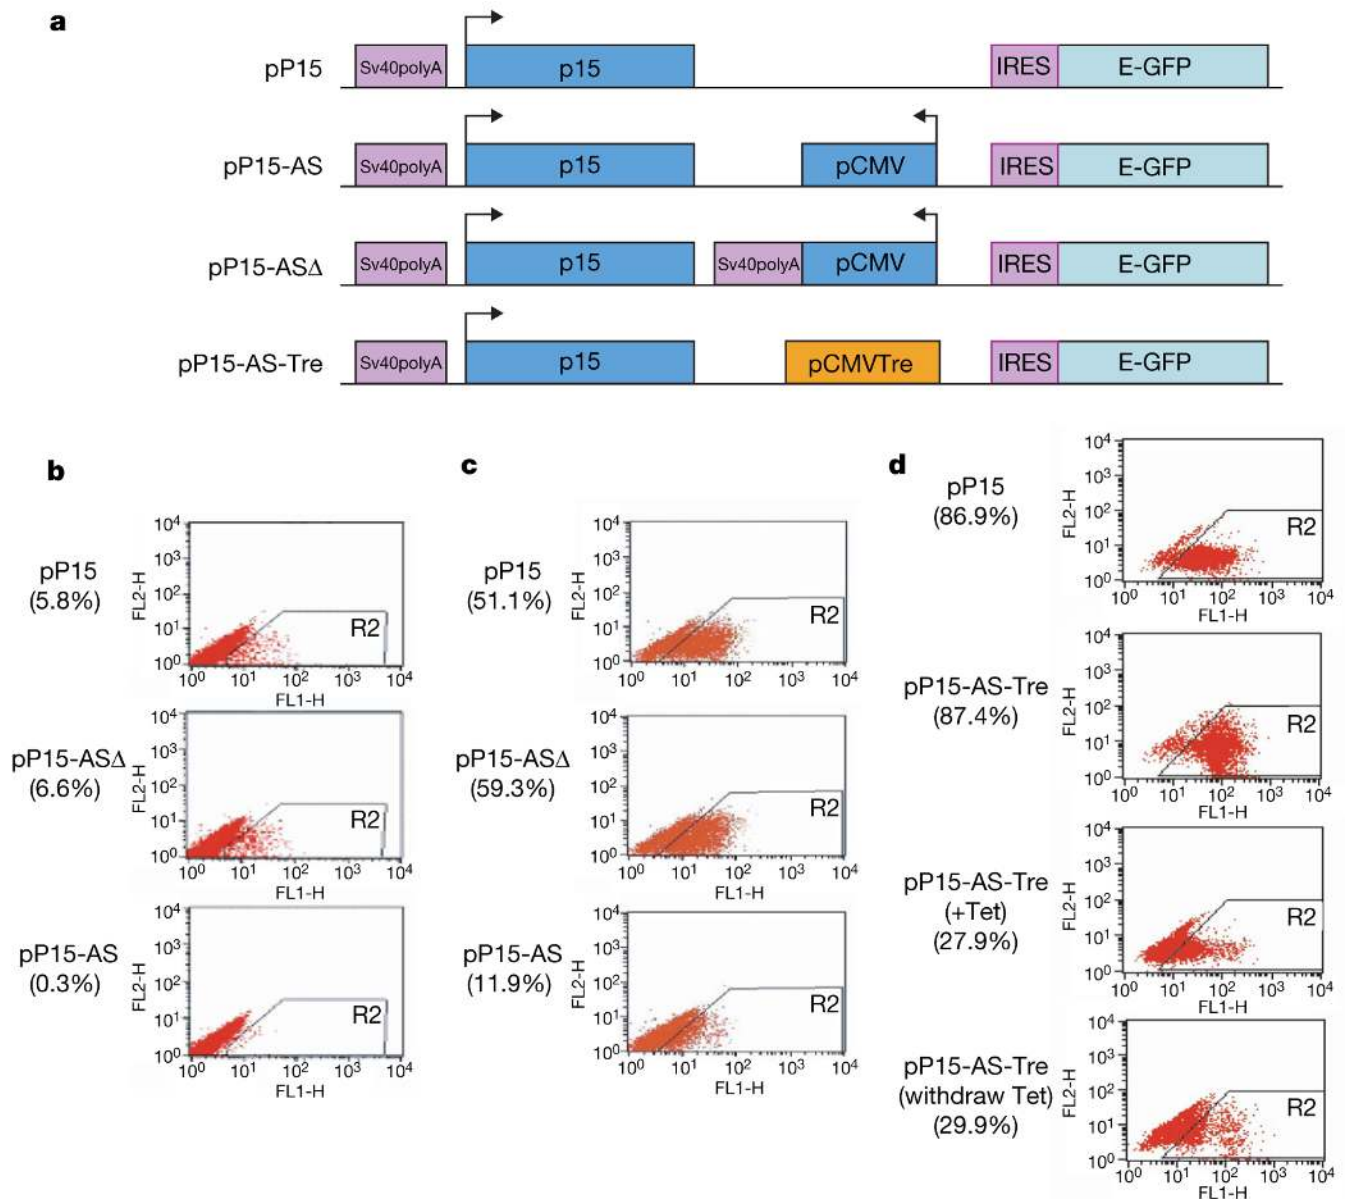 a
pP15 Sv40polyA p15 IRES E-GFP
pP15-AS Sv40polyA p15 pCMV IRES E-GFP
pP15-AS∆ Sv40polyA p15 Sv40polyA pCMV IRES E-GFP
pP15-AS-Tre Sv40polyA p15 pCMVTre IRES E-GFP
b
pP15
(5.8%)
FL2-H
10⁴
10³
10²
10¹
10⁰
R2
10⁰ 10¹ 10² 10³ 10⁴
FL1-H
pP15-AS∆
(6.6%)
FL2-H
10⁴
10³
10²
10¹
10⁰
R2
10⁰ 10¹ 10² 10³ 10⁴
FL1-H
pP15-AS
(0.3%)
FL2-H
10⁴
10³
10²
10¹
10⁰
R2
10⁰ 10¹ 10² 10³ 10⁴
FL1-H
c
pP15
(51.1%)
FL2-H
10⁴
10³
10²
10¹
10⁰
R2
10⁰ 10¹ 10² 10³ 10⁴
FL1-H
pP15-AS∆
(59.3%)
FL2-H
10⁴
10³
10²
10¹
10⁰
R2
10⁰ 10¹ 10² 10³ 10⁴
FL1-H
pP15-AS
(11.9%)
FL2-H
10⁴
10³
10²
10¹
10⁰
R2
10⁰ 10¹ 10² 10³ 10⁴
FL1-H
d
pP15
(86.9%)
FL2-H
10⁴
10³
10²
10¹
10⁰
R2
10⁰ 10¹ 10² 10³ 10⁴
FL1-H
pP15-AS-Tre
(87.4%)
FL2-H
10⁴
10³
10²
10¹
10⁰
R2
10⁰ 10¹ 10² 10³ 10⁴
FL1-H
pP15-AS-Tre
(+Tet)
(27.9%)
FL2-H
10⁴
10³
10²
10¹
10⁰
R2
10⁰ 10¹ 10² 10³ 10⁴
FL1-H
pP15-AS-Tre
(withdraw Tet)
(29.9%)
FL2-H
10⁴
10³
10²
10¹
10⁰
R2
10⁰ 10¹ 10² 10³ 10⁴
FL1-H